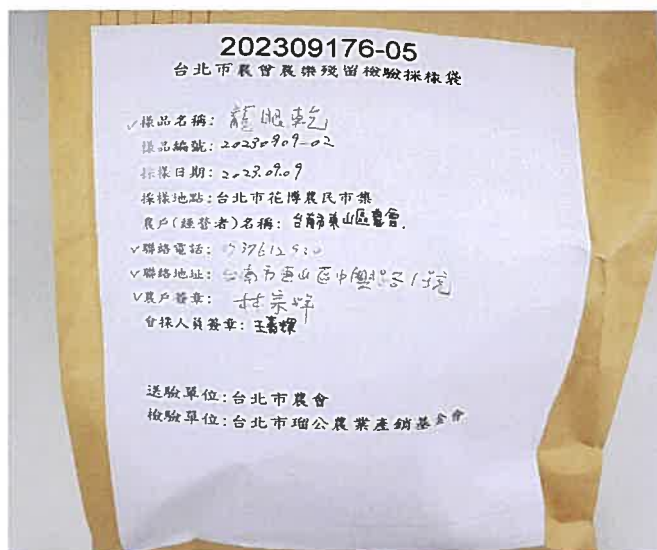 202309176-05
台北市農會農藥殘留檢驗採樣袋
✓樣品名稱: 龍眼乾
樣品編號: 20230909-02
採樣日期: 2023.09.09
採樣地點:台北市花博農民市集
農戶(經營者)名稱: 台南市東山區農會.
✓聯絡電話:
✓聯絡地址: 台南市東山區中興路
✓農戶簽章: 林宗
會採人員簽章: 王
送驗單位:台北市農會
檢驗單位:台北市瑠公農業產銷基金會